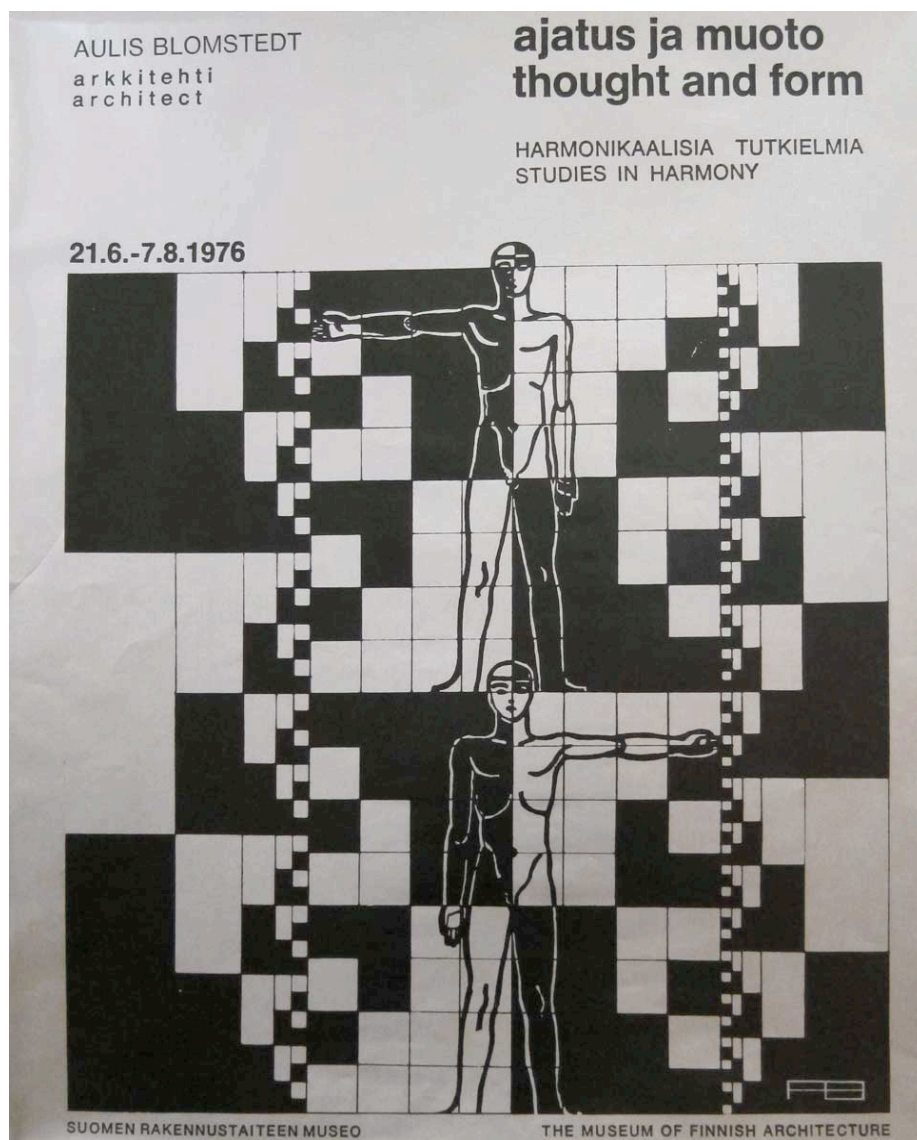 AULIS BLOMSTEDT
arkkitehti
architect
ajatus ja muoto
thought and form
HARMONIKAALISIA TUTKIELMIA
STUDIES IN HARMONY
21.6.-7.8.1976
SUOMEN RAKENNUSTAITEEN MUSEO
THE MUSEUM OF FINNISH ARCHITECTURE